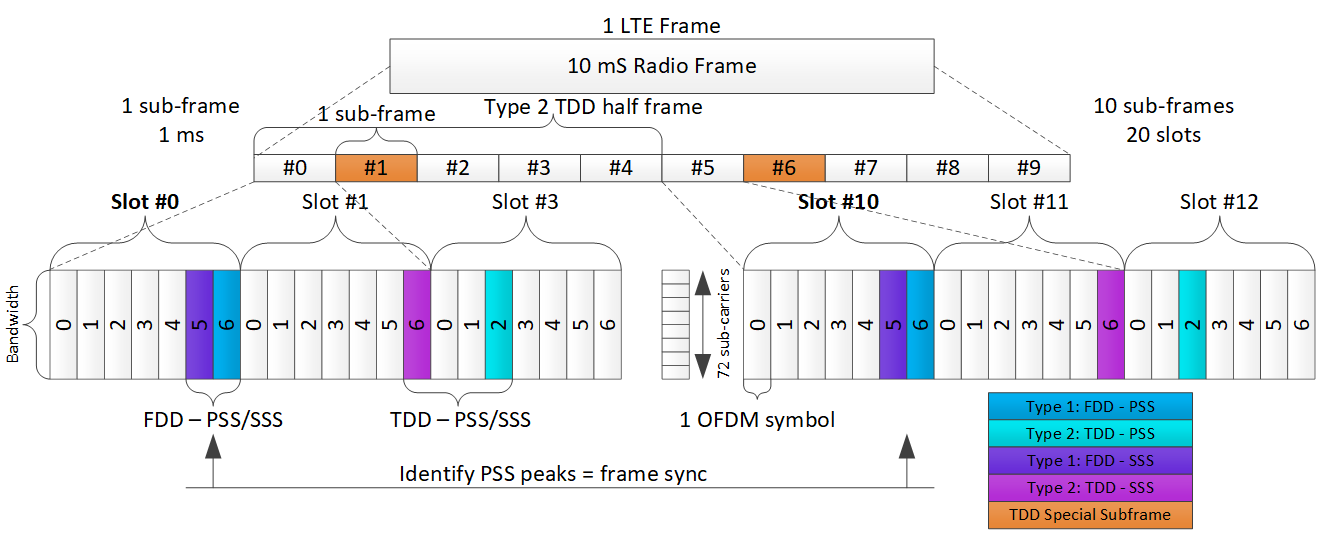 1 LTE Frame
10 mS Radio Frame
1 sub-frame
1 ms
1 sub-frame
Type 2 TDD half frame
10 sub-frames
20 slots
#0 #1 #2 #3 #4 #5 #6 #7 #8 #9
Slot #0 Slot #1 Slot #3 Slot #10 Slot #11 Slot #12
Bandwidth
0 1 2 3 4 5 6 0 1 2 3 4 5 6 0 1 2 3 4 5 6
72 sub-carriers
0 1 2 3 4 5 6 0 1 2 3 4 5 6 0 1 2 3 4 5 6
FDD – PSS/SSS
TDD – PSS/SSS
1 OFDM symbol
Identify PSS peaks = frame sync
Type 1: FDD - PSS
Type 2: TDD - PSS
Type 1: FDD - SSS
Type 2: TDD - SSS
TDD Special Subframe